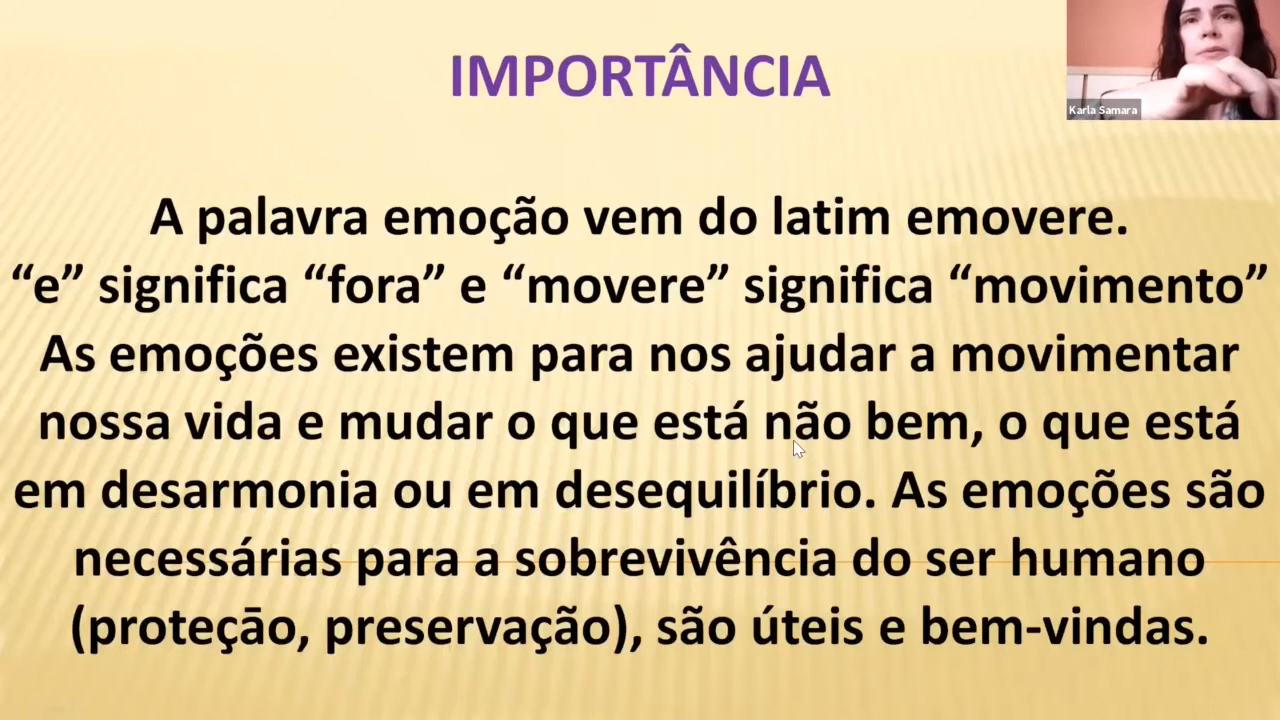 IMPORTÂNCIA
Karla Samara
A palavra emoção vem do latim emovere.
“e” significa “fora” e “movere” significa “movimento”
As emoções existem para nos ajudar a movimentar
nossa vida e mudar o que está não bem, o que está
em desarmonia ou em desequilíbrio. As emoções são
necessárias para a sobrevivência do ser humano
(proteçāo, preservação), são úteis e bem-vindas.